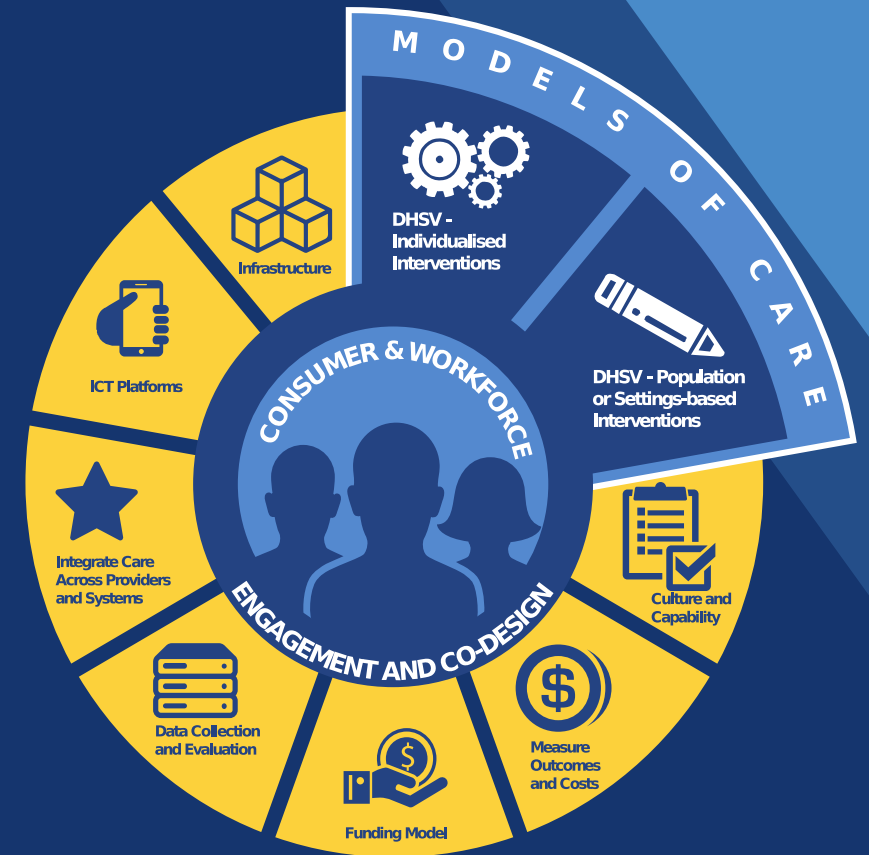 MODELS OF CARE
DHSV -
Individualised
Interventions
DHSV - Population
or Settings-based
Interventions
Culture and
Capability
$
Measure
Outcomes
and Costs
$
Funding Model
Data Collection
and Evaluation
Integrate Care
Across Providers
and Systems
ICT Platforms
Infrastructure
CONSUMER & WORKFORCE
ENGAGEMENT AND CO-DESIGN